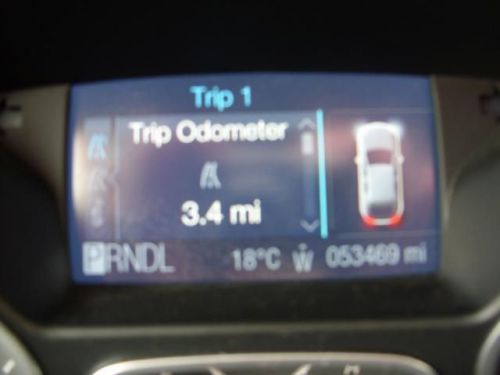 Trip 1
Trip Odometer
3.4 mi
PRNDL 18°C W 053469 mi